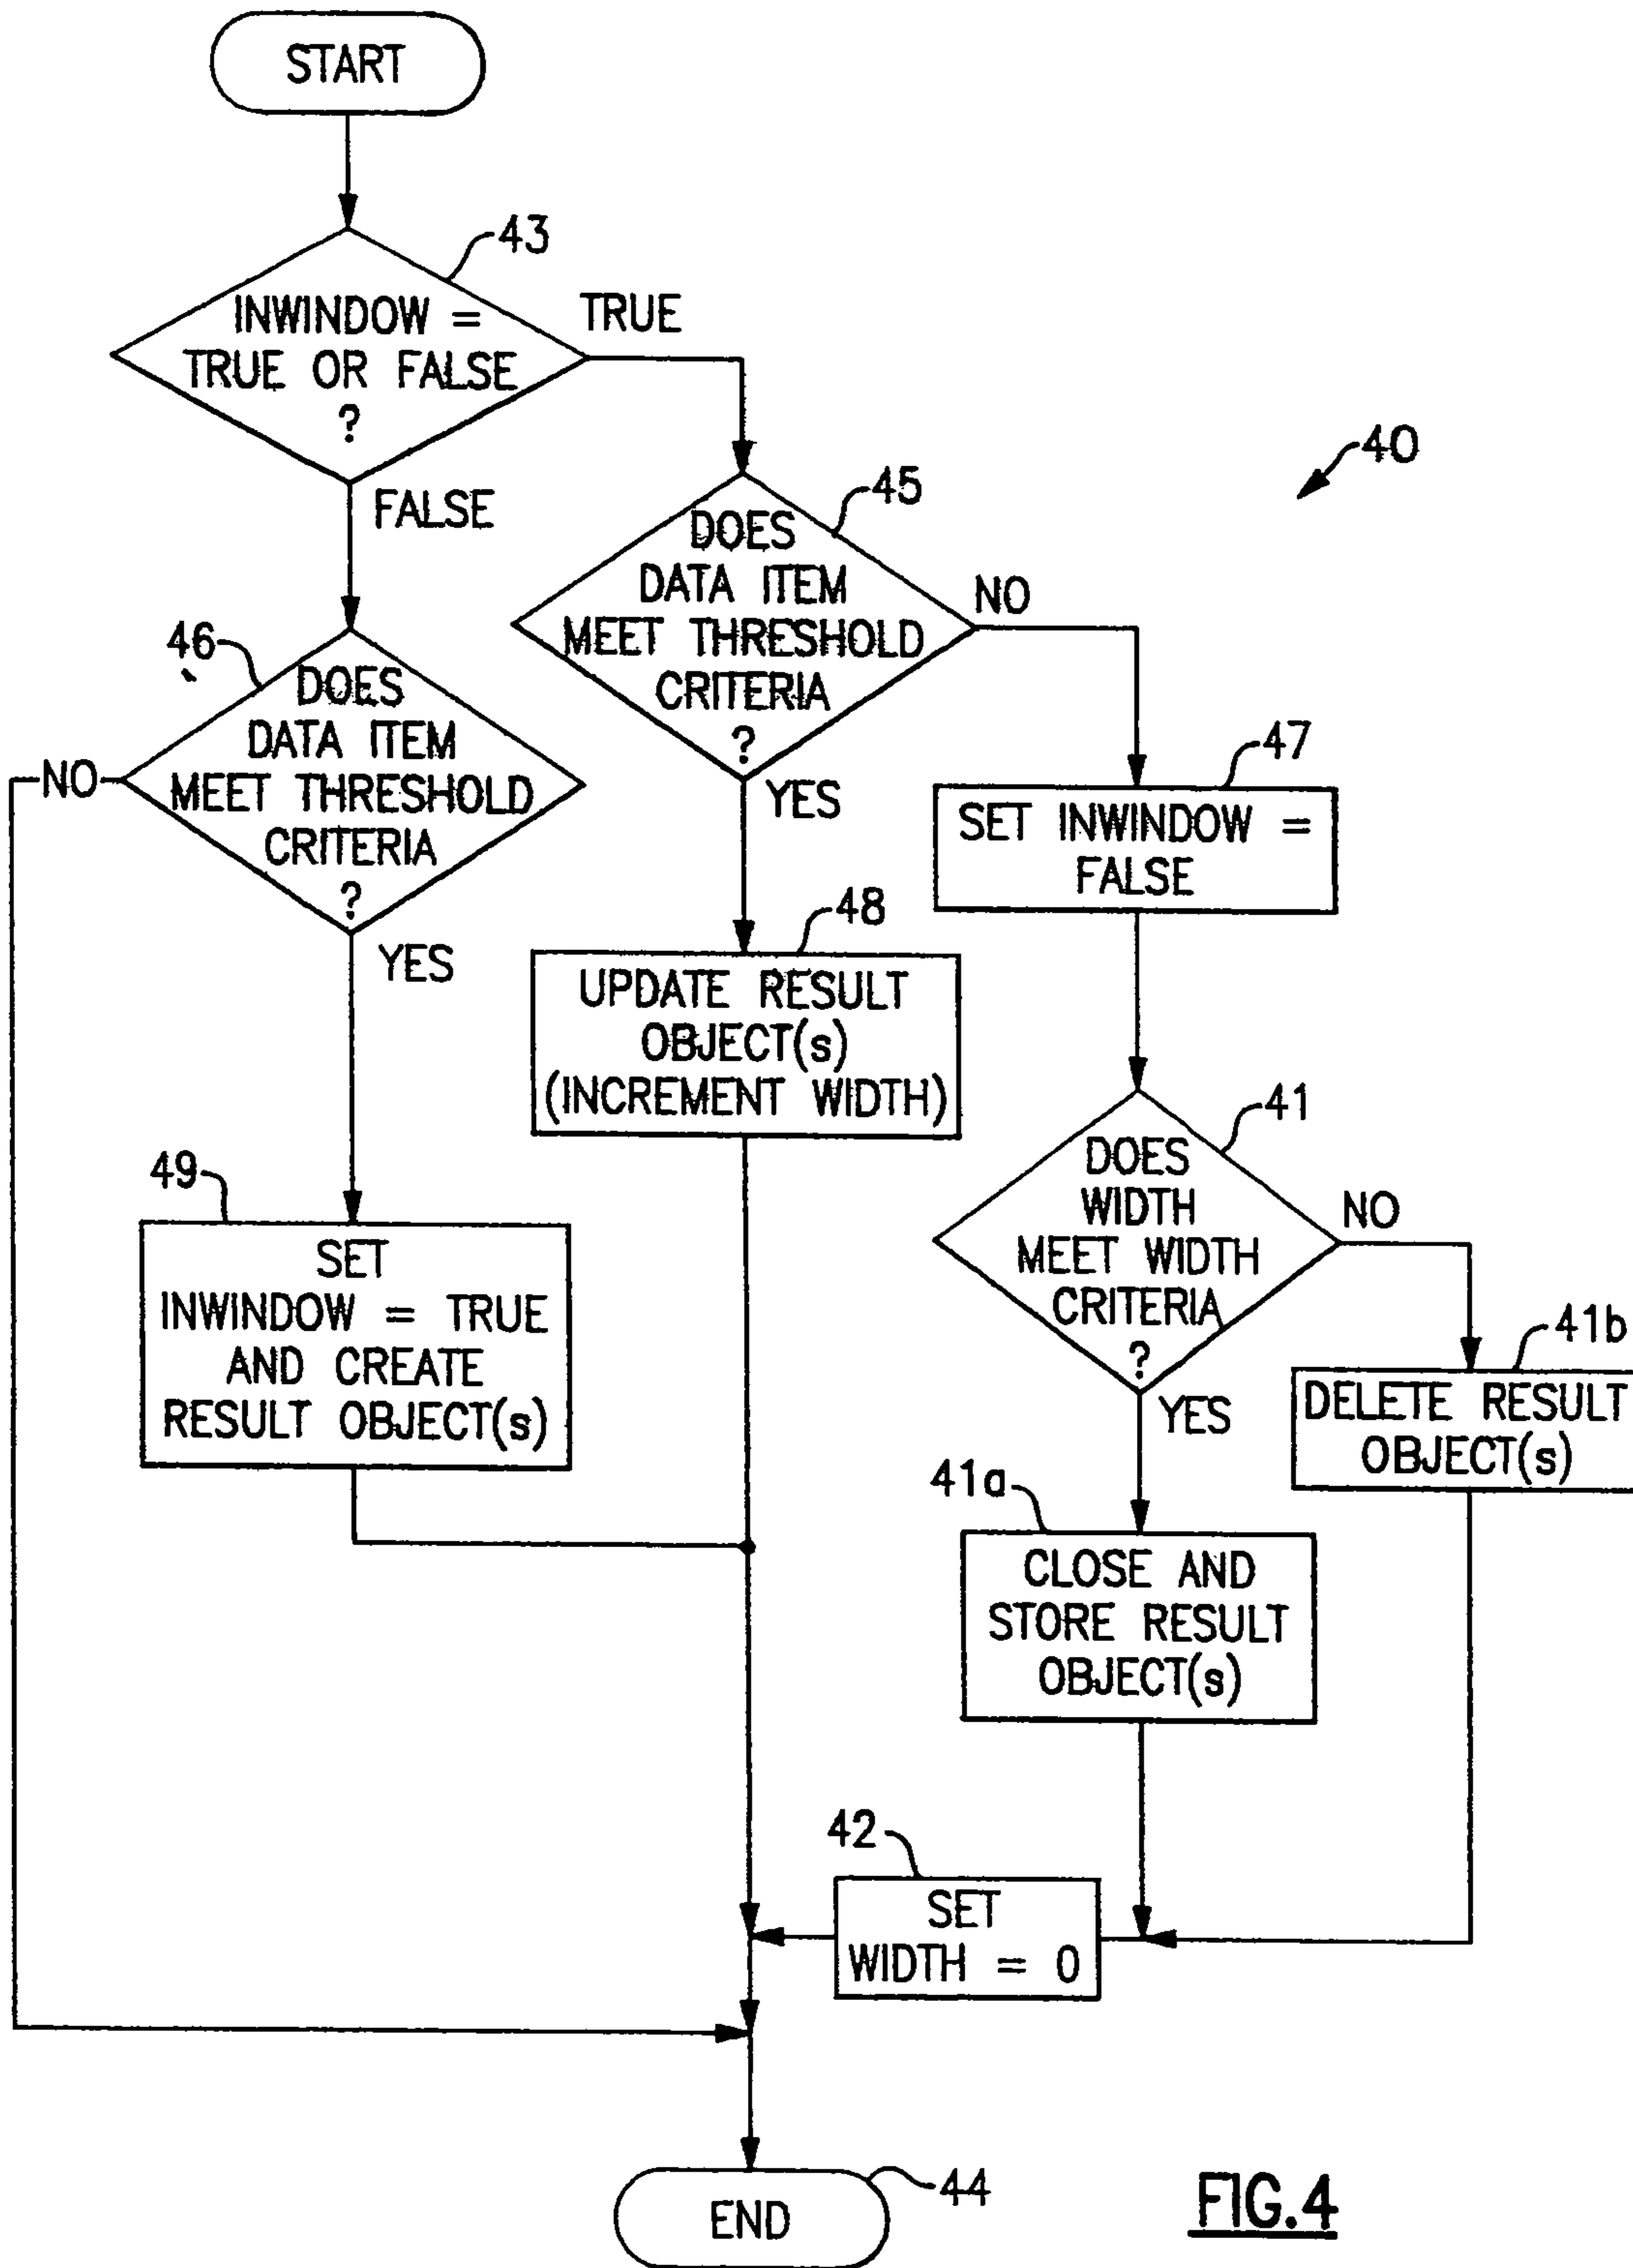 START
43
INWINDOW =
TRUE OR FALSE
?
TRUE
FALSE
40
45
DOES
DATA ITEM
MEET THRESHOLD
CRITERIA
?
NO
YES
46
DOES
DATA ITEM
MEET THRESHOLD
CRITERIA
?
NO
YES
47
SET INWINDOW =
FALSE
48
UPDATE RESULT
OBJECT(s)
(INCREMENT WIDTH)
41
DOES
WIDTH
MEET WIDTH
CRITERIA
?
NO
YES
49
SET
INWINDOW = TRUE
AND CREATE
RESULT OBJECT(s)
41b
DELETE RESULT
OBJECT(s)
41a
CLOSE AND
STORE RESULT
OBJECT(s)
42
SET
WIDTH = 0
END
44
FIG.4